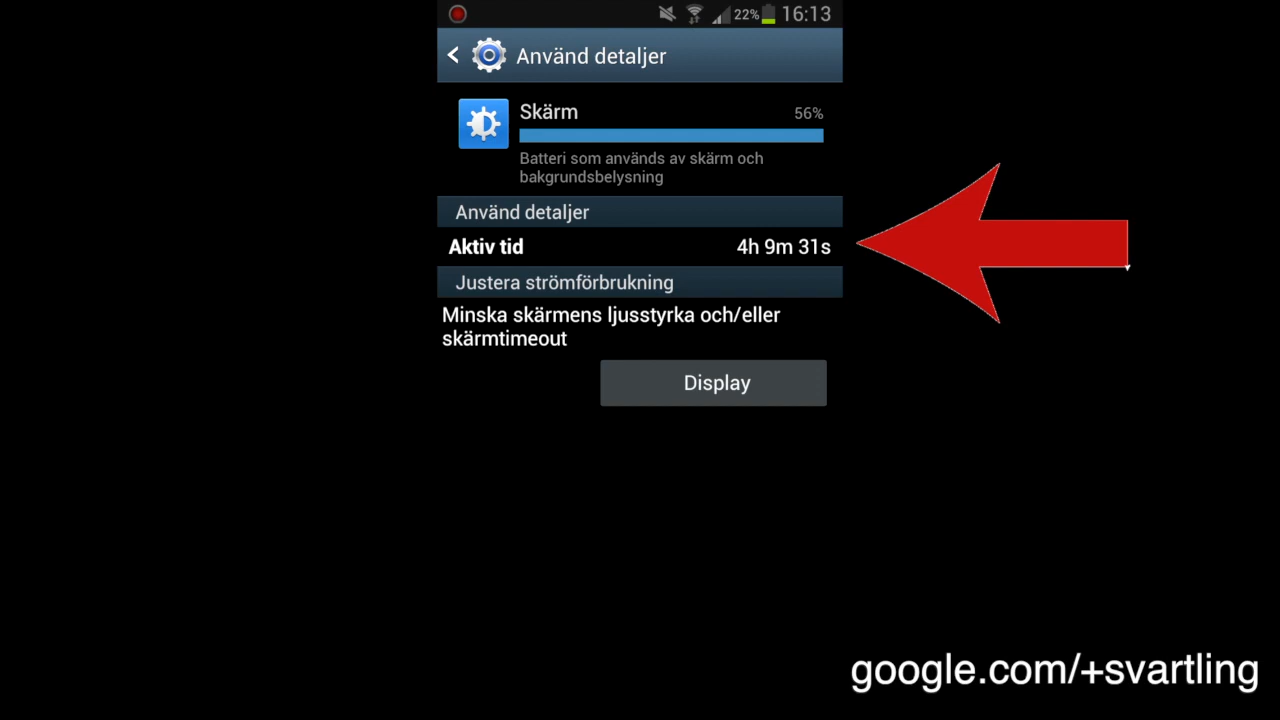 22% 16:13
Använd detaljer
Skärm 56%
Batteri som används av skärm och
bakgrundsbelysning
Använd detaljer
Aktiv tid 4h 9m 31s
Justera strömförbrukning
Minska skärmens ljusstyrka och/eller
skärmtimeout
Display
google.com/+svartling